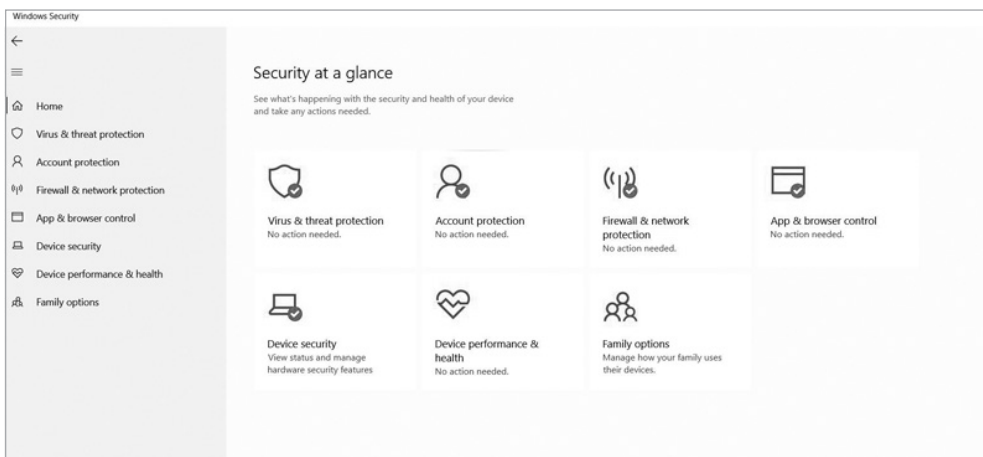 Windows Security
Home
Virus & threat protection
Account protection
Firewall & network protection
App & browser control
Device security
Device performance & health
Family options
Security at a glance
See what's happening with the security and health of your device
and take any actions needed.
Virus & threat protection
No action needed.
Account protection
No action needed.
Firewall & network
protection
No action needed.
App & browser control
No action needed.
Device security
View status and manage
hardware security features
Device performance &
health
No action needed.
Family options
Manage how your family uses
their devices.